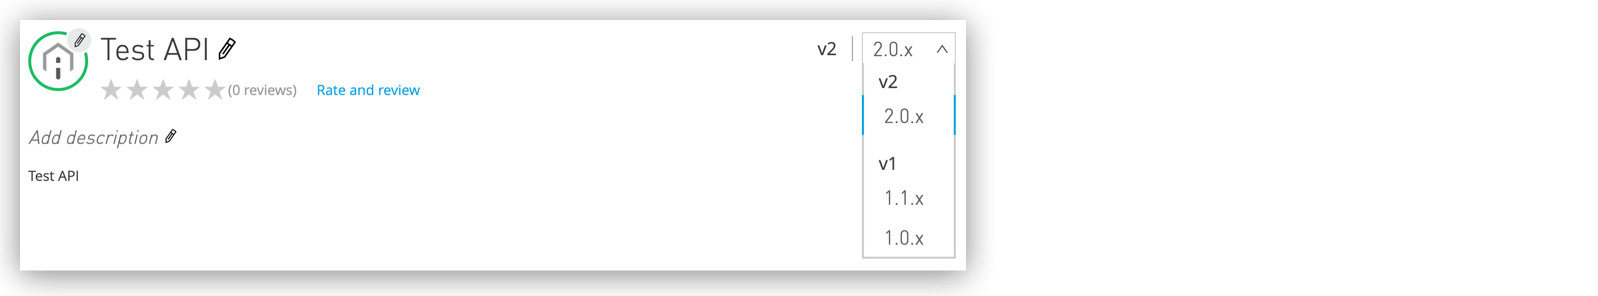 Test API
v2 2.0.x
(0 reviews) Rate and review
v2
2.0.x
Add description
v1
Test API
1.1.x
1.0.x